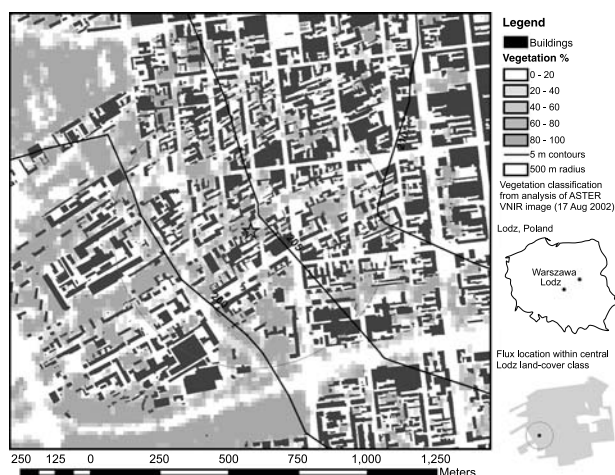 Legend
Buildings
Vegetation %
0 - 20
20 - 40
40 - 60
60 - 80
80 - 100
5 m contours
500 m radius
Vegetation classification
from analysis of ASTER
VNIR image (17 Aug 2002)
Lodz, Poland
Warszawa
Lodz
Flux location within central
Lodz land-cover class
250 125 0 250 500 750 1,000 1,250
Meters